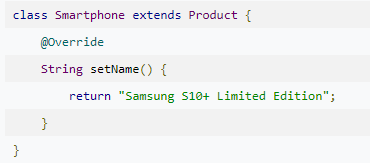 class Smartphone extends Product {
    @Override
    String setName() {
        return "Samsung S10+ Limited Edition";
    }
}